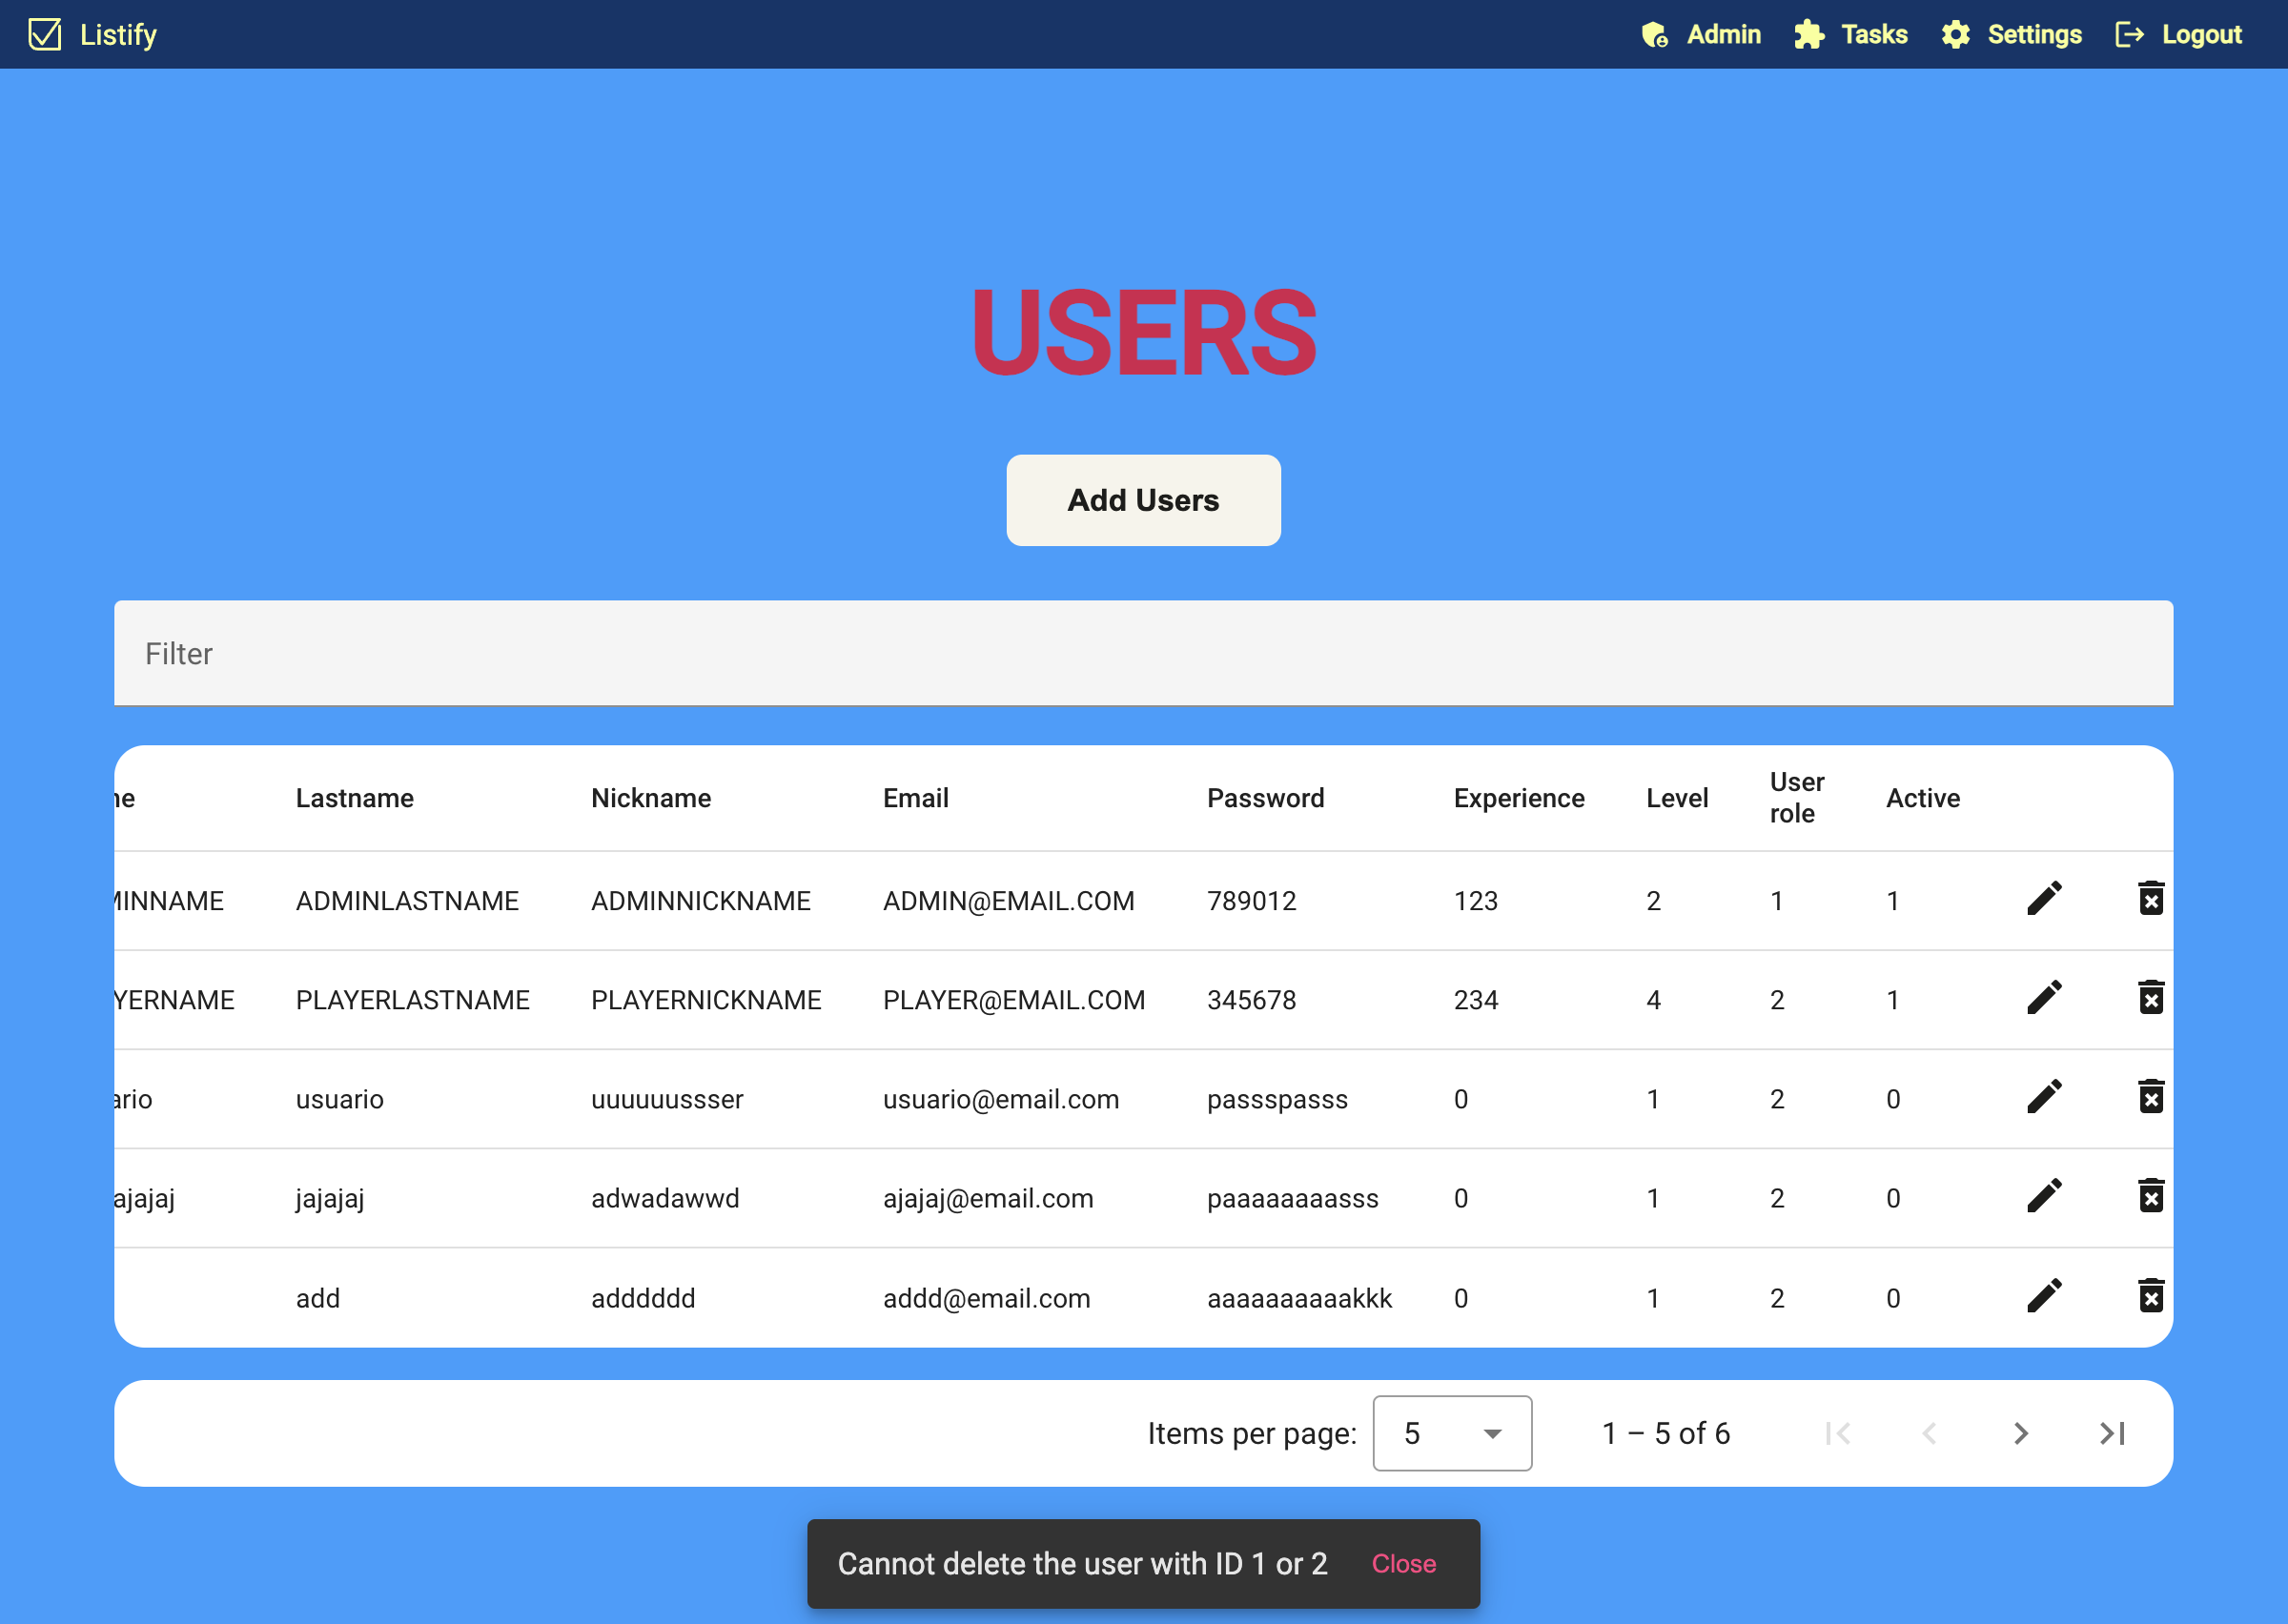 Listify Admin Tasks Settings Logout
USERS
Add Users
Filter
Lastname Nickname Email Password Experience Level User role Active
MINNAME ADMINLASTNAME ADMINNICKNAME ADMIN@EMAIL.COM 789012 123 2 1 1
YERNAME PLAYERLASTNAME PLAYERNICKNAME PLAYER@EMAIL.COM 345678 234 4 2 1
ario usuario uuuuuussser usuario@email.com passspasss 0 1 2 0
ajajaj jajajaj adwadawwd ajajaj@email.com paaaaaaaasss 0 1 2 0
add adddddd addd@email.com aaaaaaaaaakkk 0 1 2 0
Items per page: 5 1 – 5 of 6
Cannot delete the user with ID 1 or 2 Close